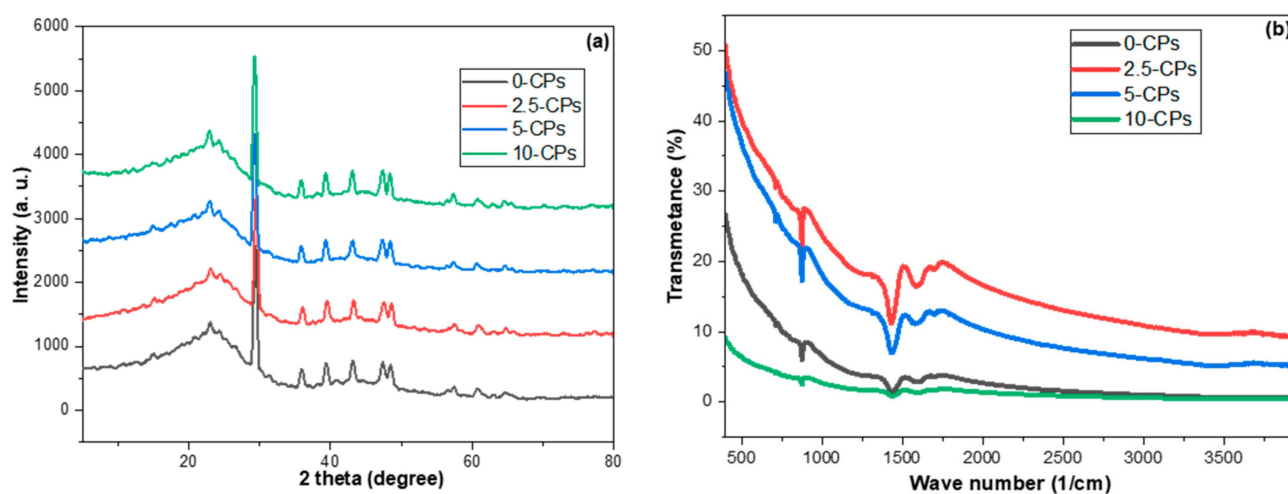 (a)
6000
5000
4000
3000
2000
1000
0
Intensity (a. u.)
0-CPs
2.5-CPs
5-CPs
10-CPs
20 40 60 80
2 theta (degree)
(b)
50
40
30
20
10
0
Transmetance (%)
0-CPs
2.5-CPs
5-CPs
10-CPs
500 1000 1500 2000 2500 3000 3500
Wave number (1/cm)